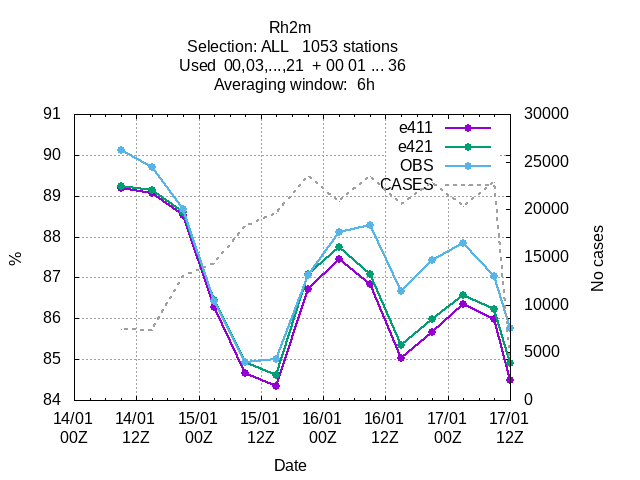 Rh2m
Selection: ALL   1053 stations
Used  00,03,...,21  + 00 01 ... 36
Averaging window:  6h
91
90
89
88
87
86
85
84
%
30000
25000
20000
15000
10000
5000
0
No cases
e411
e421
OBS
CASES
14/01 14/01 15/01 15/01 16/01 16/01 17/01 17/01
00Z 12Z 00Z 12Z 00Z 12Z 00Z 12Z
Date